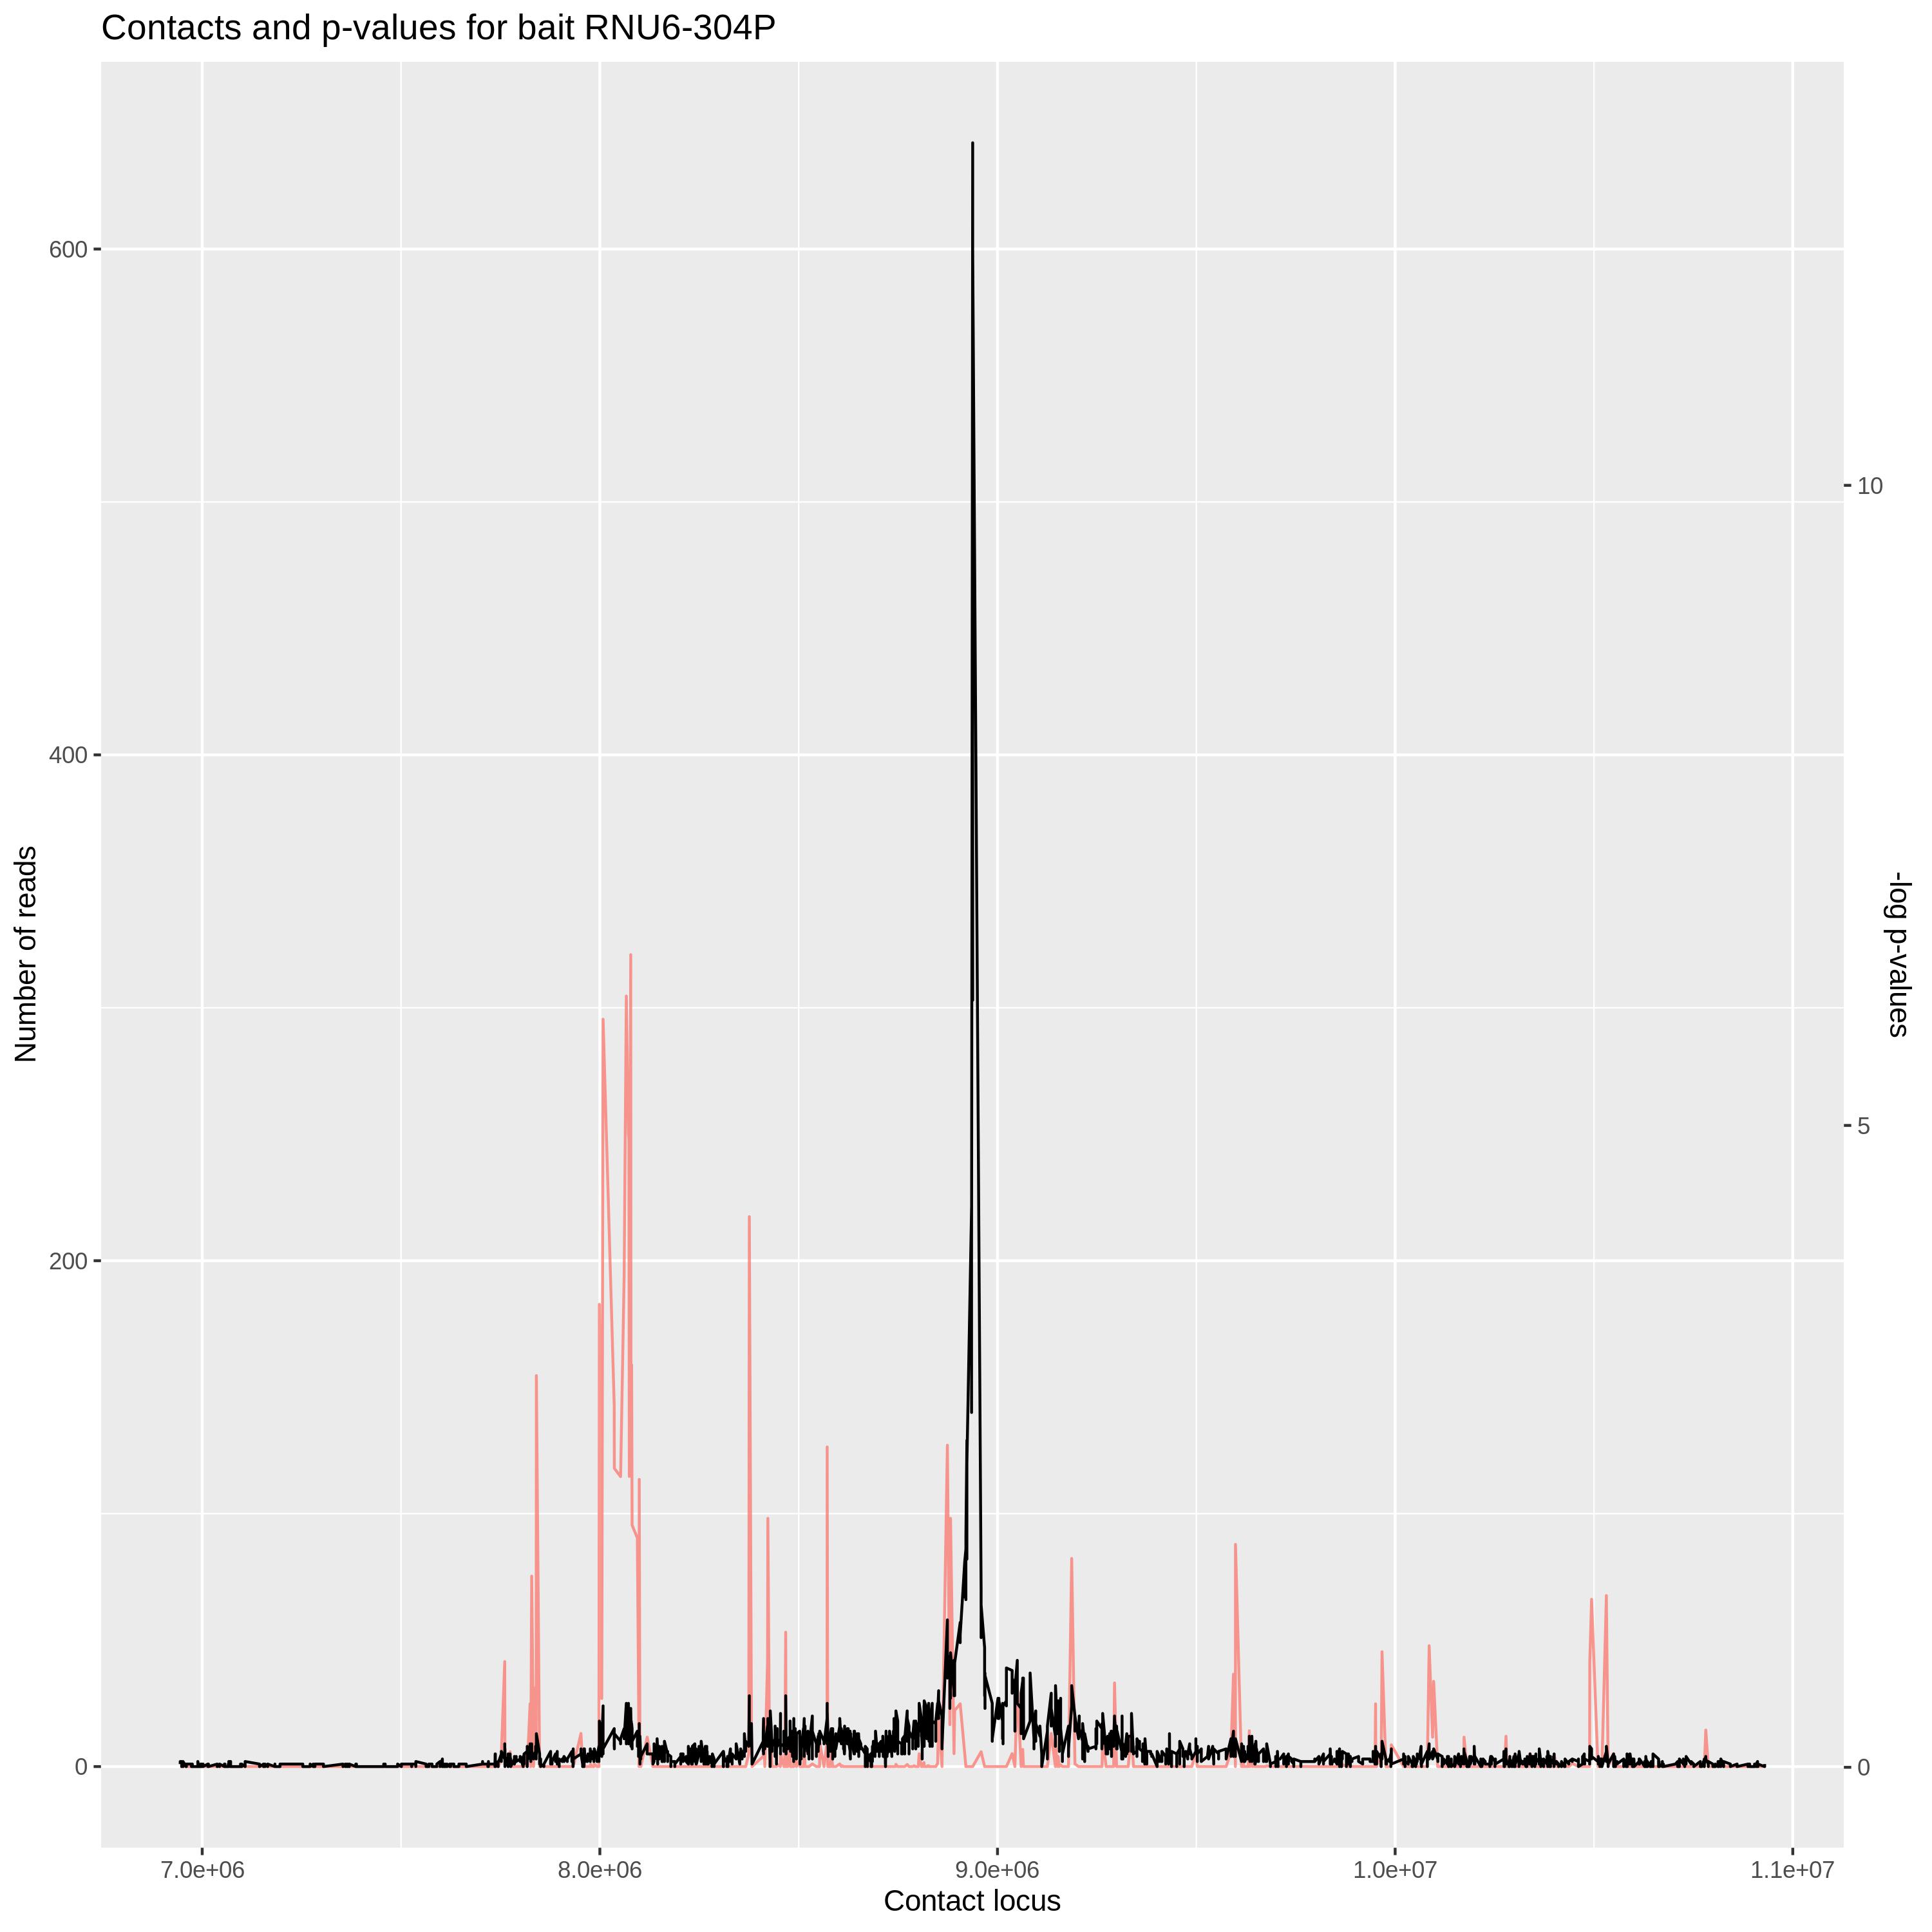 Contacts and p-values for bait RNU6-304P
600
400
200
0
Number of reads
10
5
0
-log p-values
7.0e+06
8.0e+06
9.0e+06
1.0e+07
1.1e+07
Contact locus